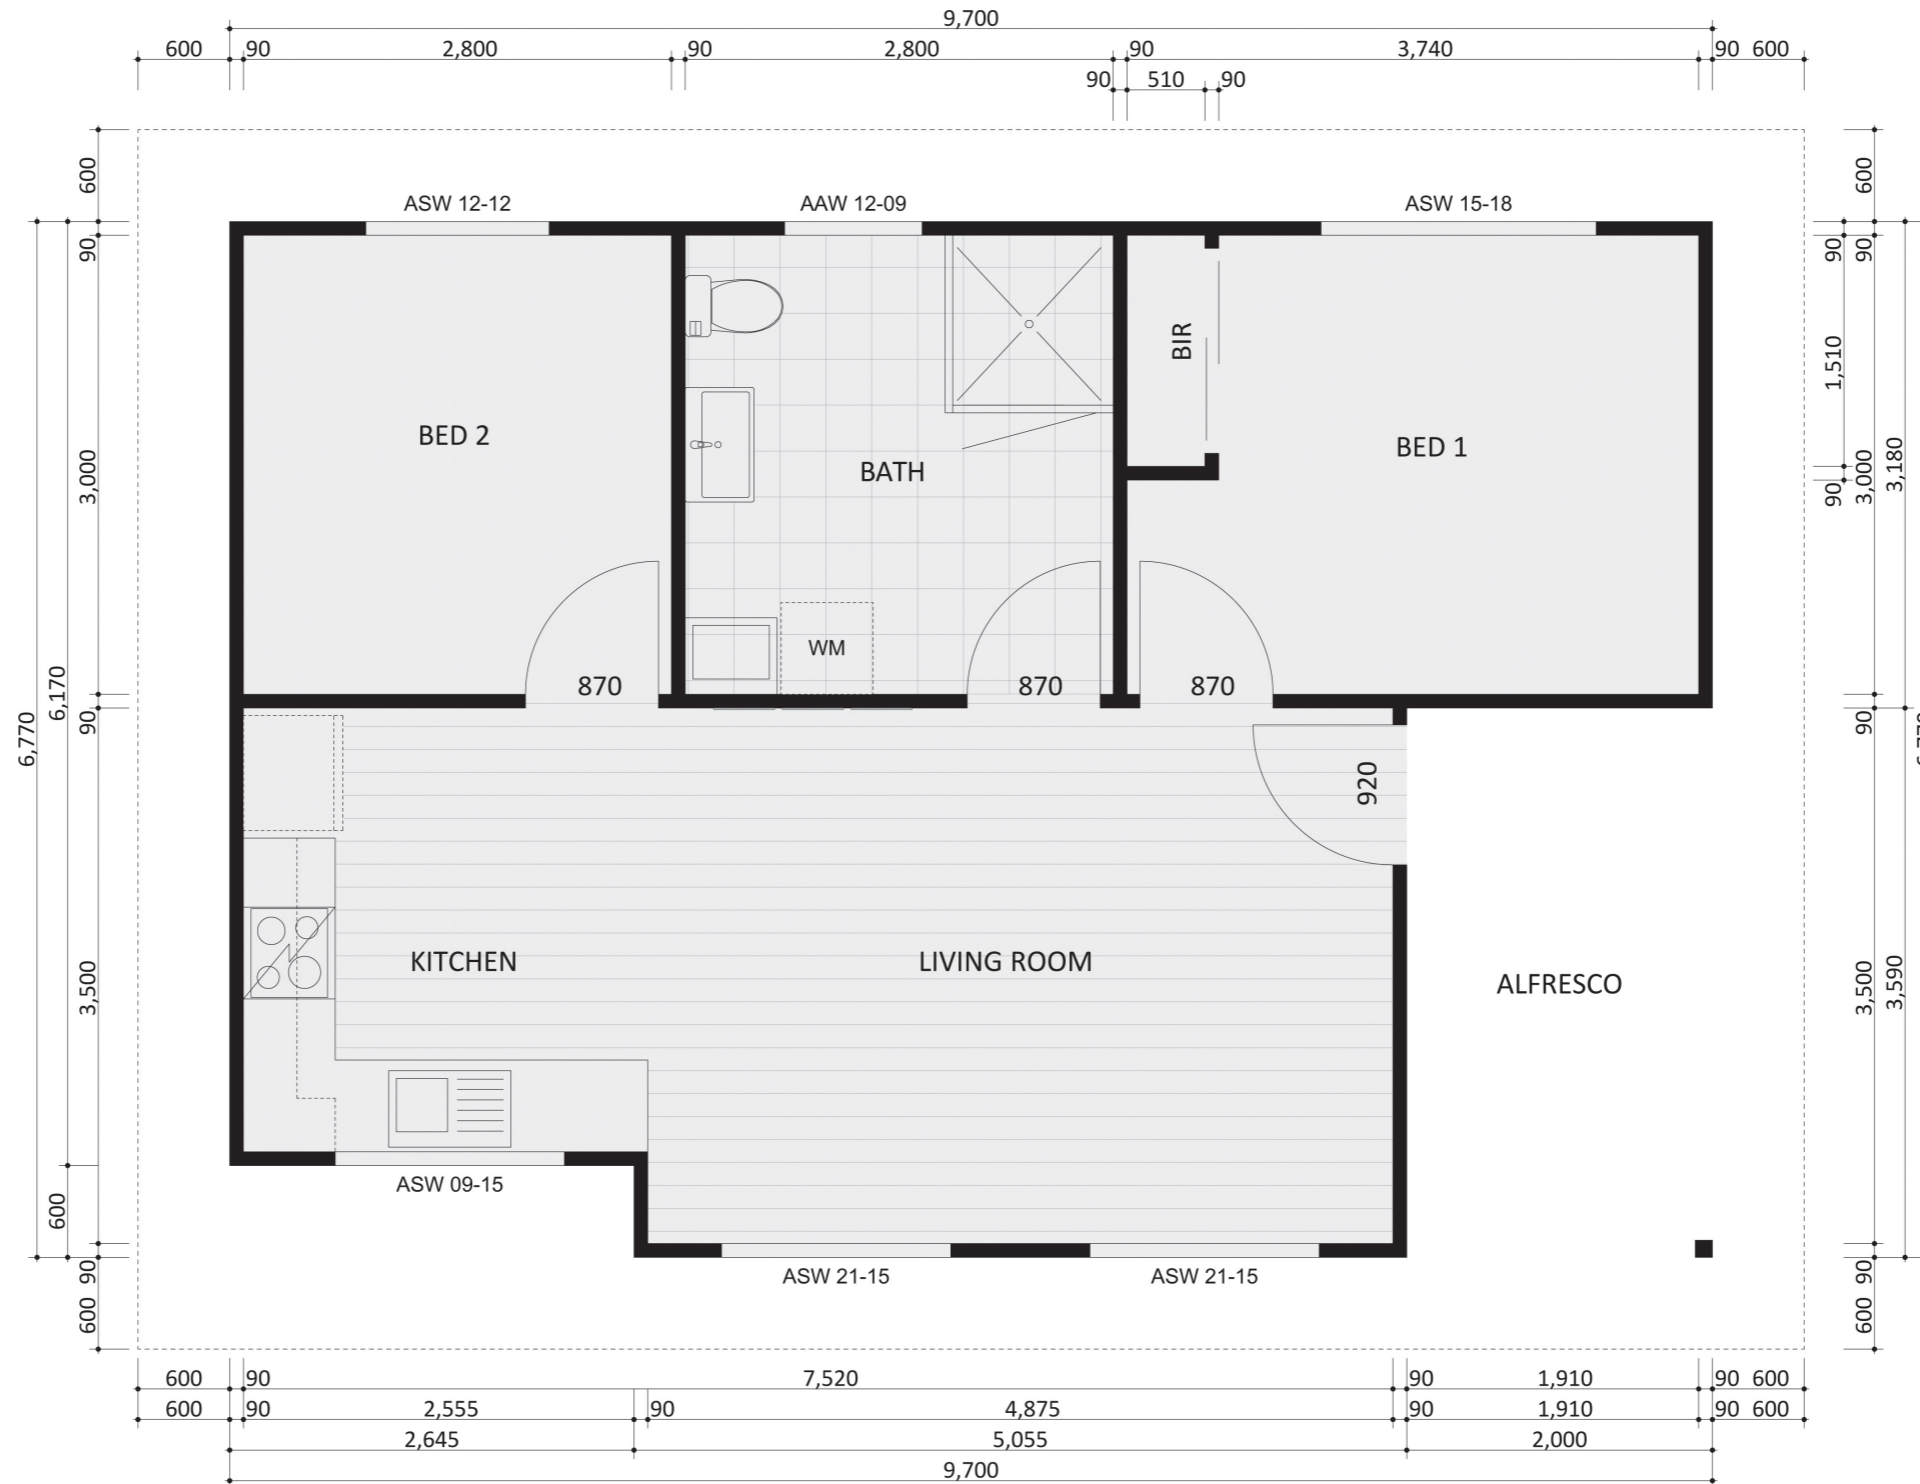 9,700
600 90 2,800 90 2,800 90 3,740 90 600
90 510 90
ASW 12-12 AAW 12-09 ASW 15-18
600
90
3,000
90
3,500
90
600
6,170
600
6,770
BED 2
BATH
BIR
BED 1
WM
870 870 870
920
KITCHEN
LIVING ROOM
ALFRESCO
ASW 09-15
ASW 21-15 ASW 21-15
600
90
3,000
90
3,500
90
600
90
1,510
90
3,180
3,590
600 90 7,520 90 1,910 90 600
600 90 2,555 90 4,875 90 1,910 90 600
2,645 5,055 2,000
9,700